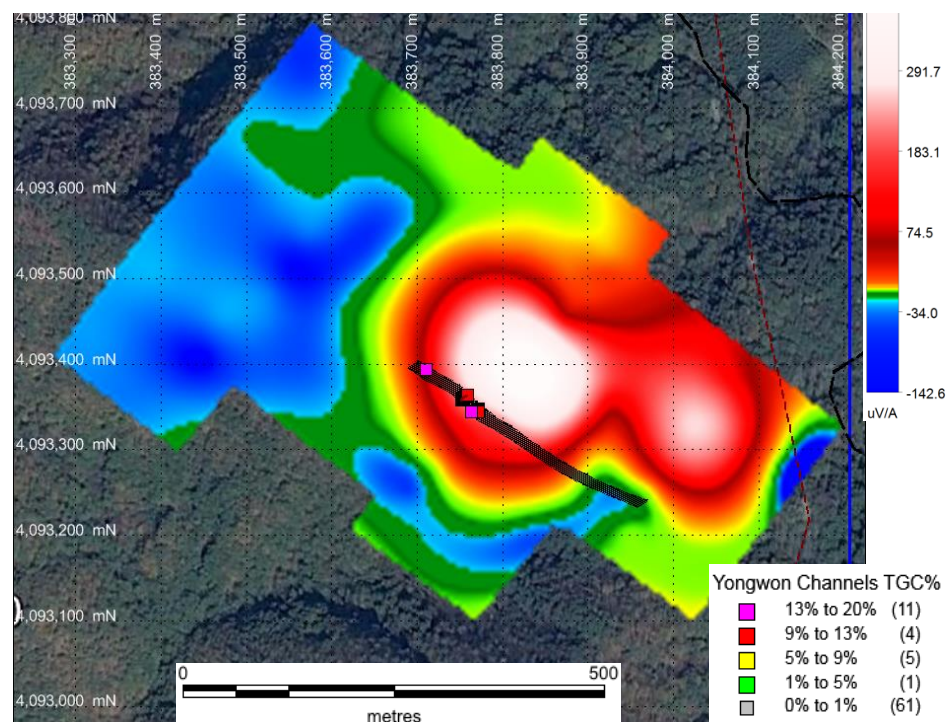 4,093,800 mN
383,300 m
383,400 m
383,500 m
383,600 m
383,700 m
383,800 m
383,900 m
384,000 m
384,100 m
384,200 m
4,093,700 mN
4,093,600 mN
4,093,500 mN
4,093,400 mN
4,093,300 mN
4,093,200 mN
4,093,100 mN
4,093,000 mN
291.7
183.1
74.5
-34.0
-142.6
uV/A
Yongwon Channels TGC%
13% to 20% (11)
9% to 13% (4)
5% to 9% (5)
1% to 5% (1)
0% to 1% (61)
0 500
metres